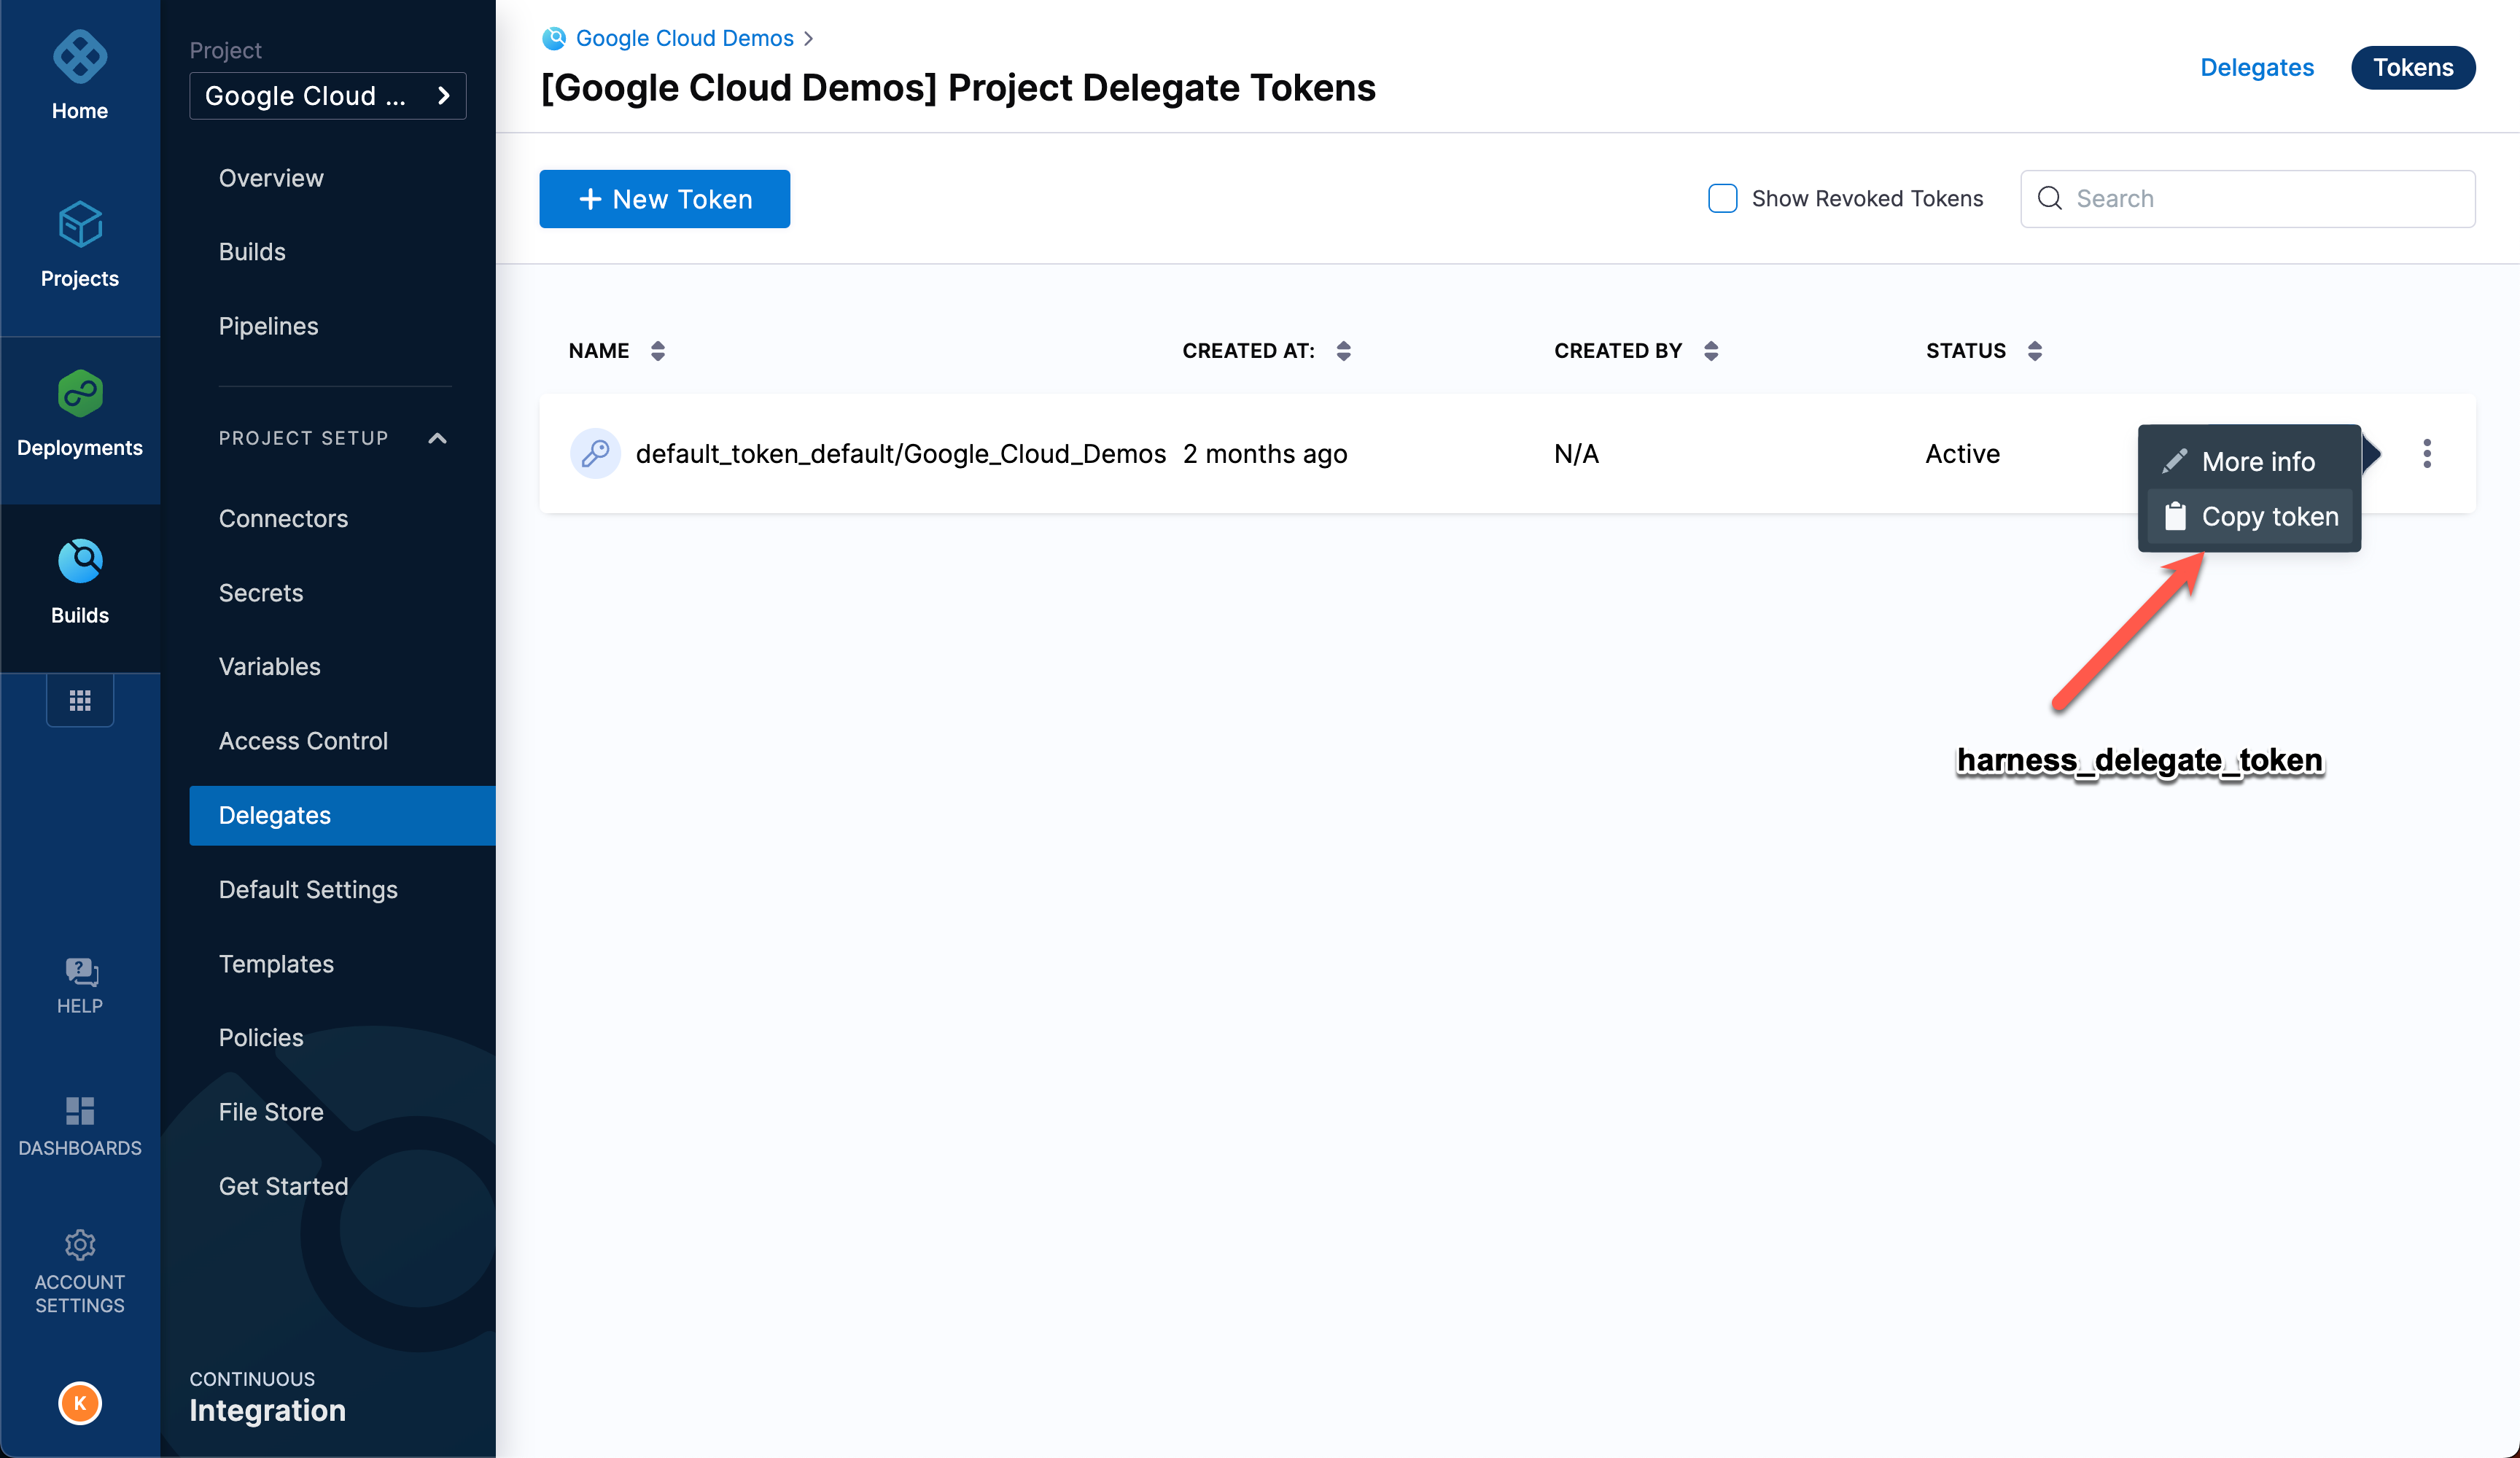 Home
Projects
Deployments
Builds
HELP
DASHBOARDS
ACCOUNT
SETTINGS
K
Project
Google Cloud ...
Overview
Builds
Pipelines
PROJECT SETUP
Connectors
Secrets
Variables
Access Control
Delegates
Default Settings
Templates
Policies
File Store
Get Started
CONTINUOUS
Integration
Google Cloud Demos
[Google Cloud Demos] Project Delegate Tokens
Delegates Tokens
+ New Token
Show Revoked Tokens Search
NAME CREATED AT: CREATED BY STATUS
default_token_default/Google_Cloud_Demos 2 months ago N/A Active
More info
Copy token
harness_delegate_token